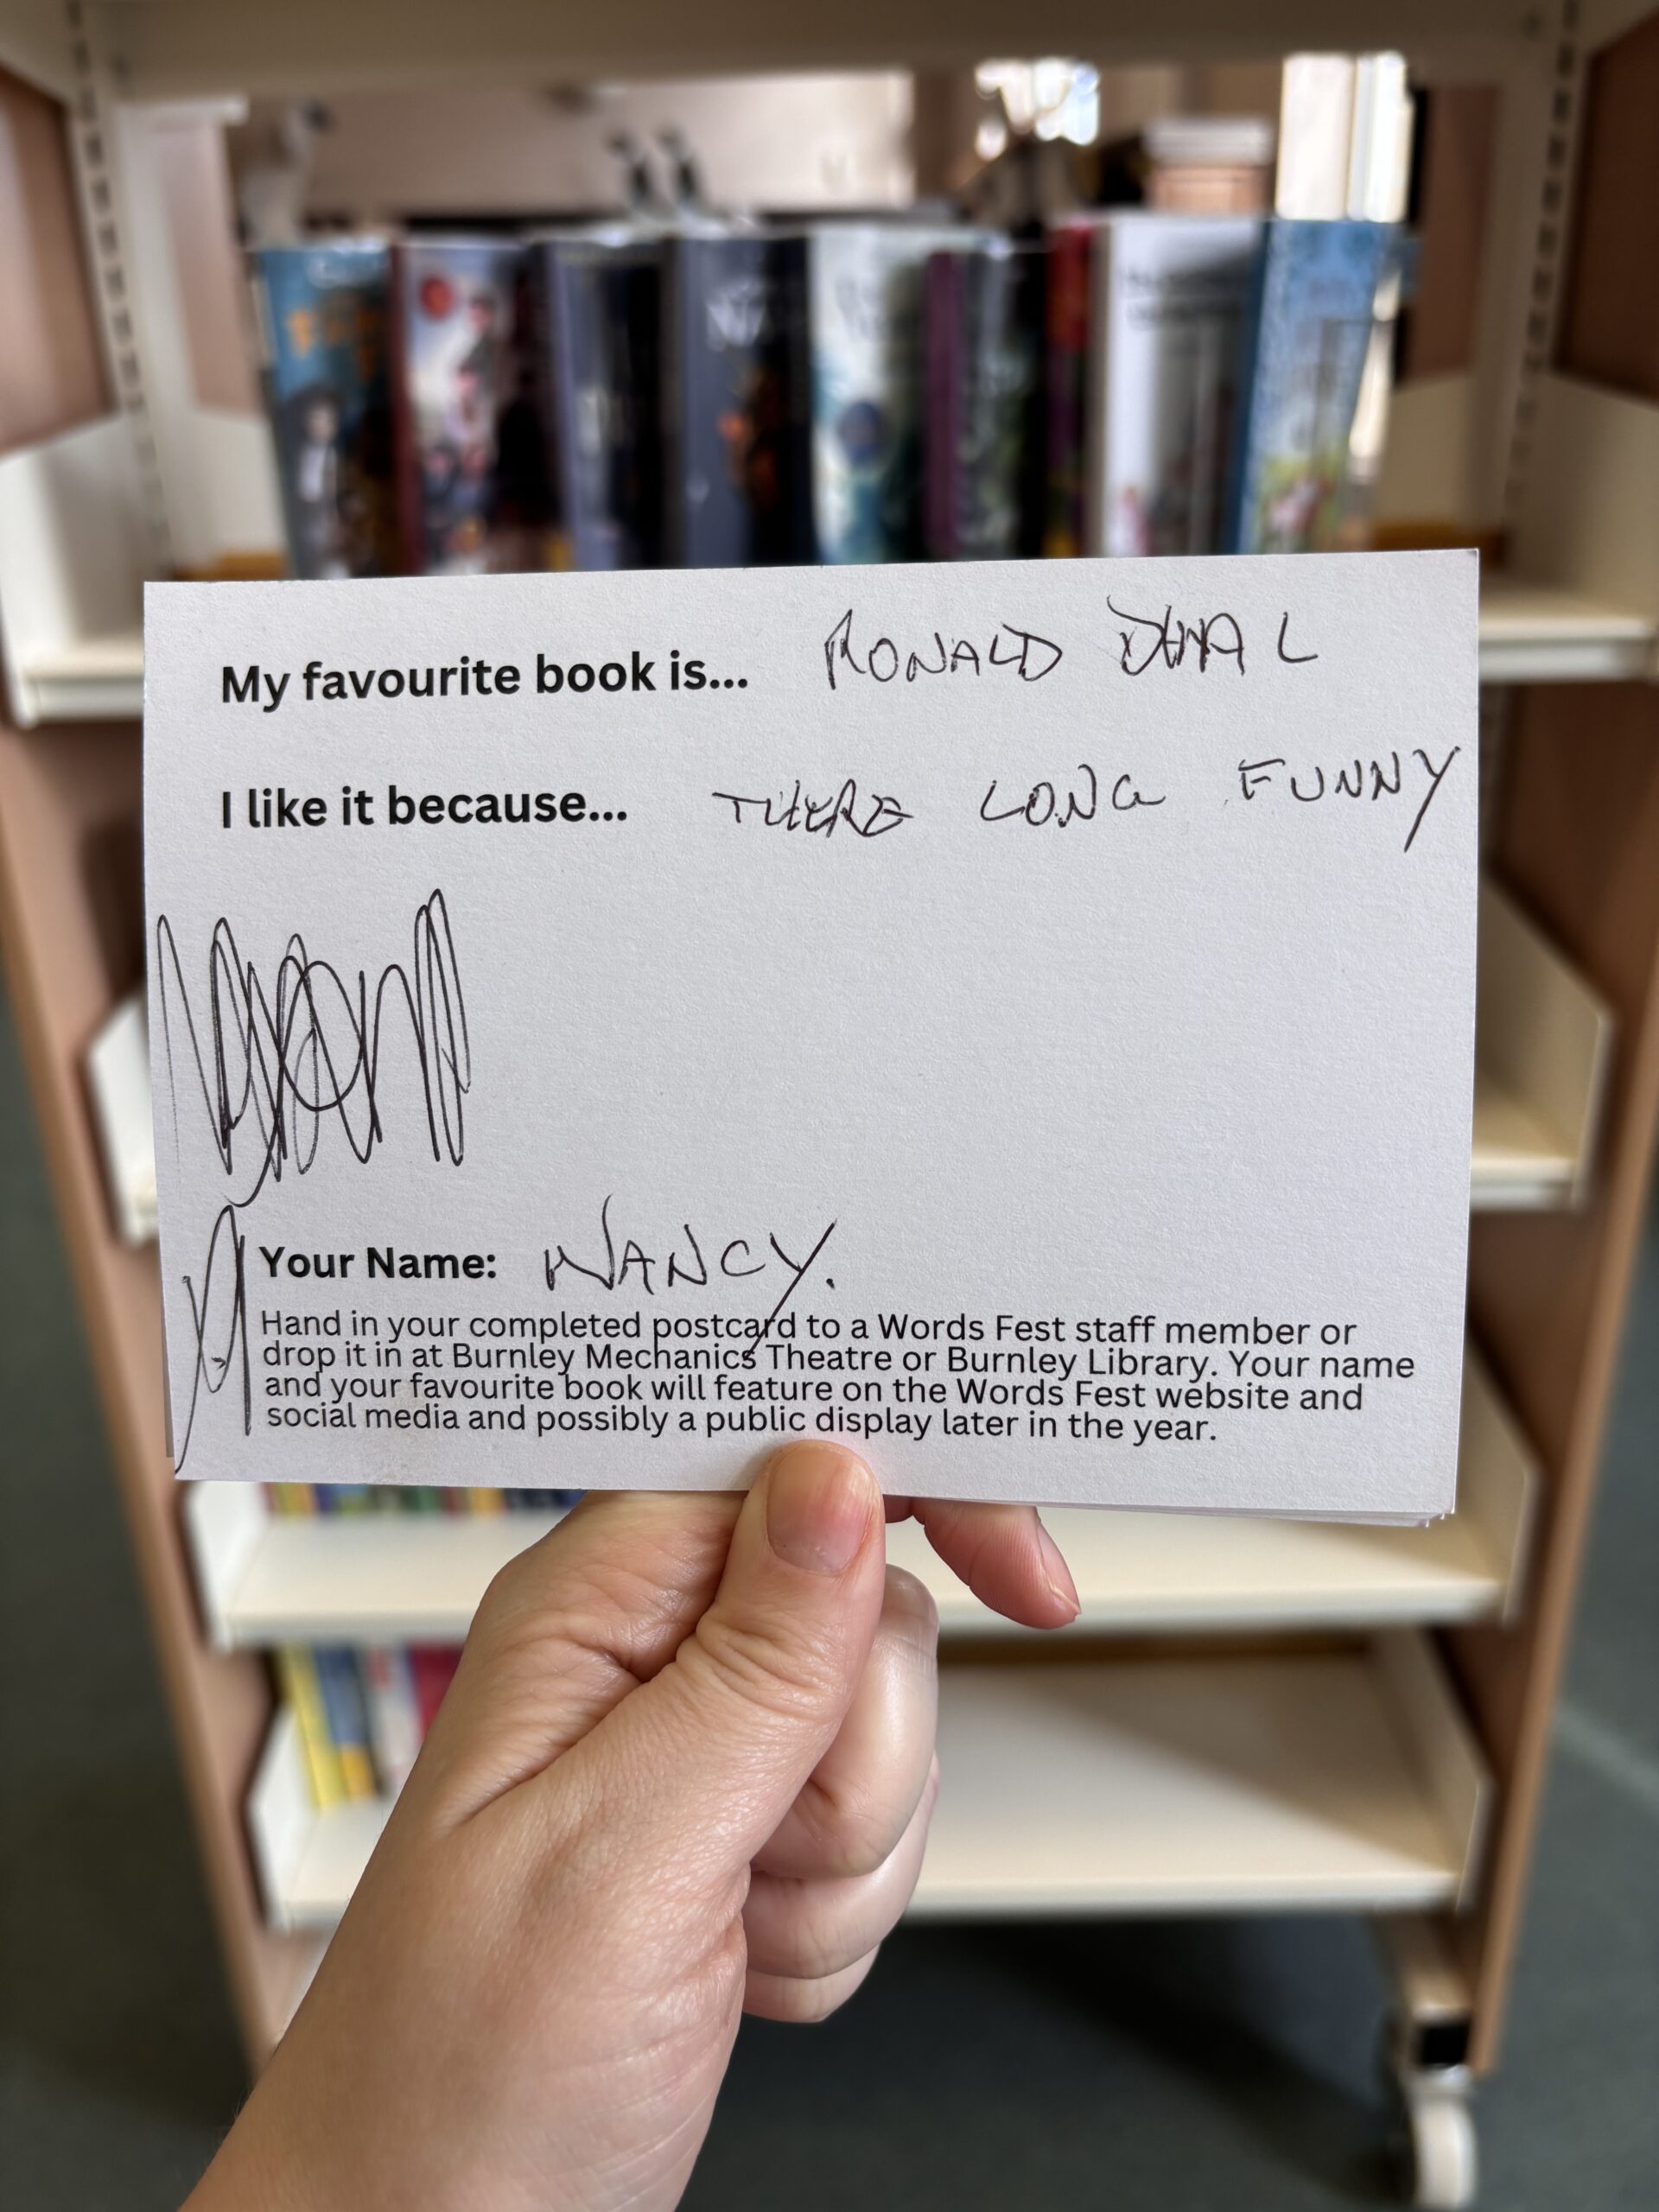 My favourite book is... RONALD DHAL
I like it because... THERE LONG FUNNY
Your Name: NANCY.
Hand in your completed postcard to a Words Fest staff member or
drop it in at Burnley Mechanics Theatre or Burnley Library. Your name
and your favourite book will feature on the Words Fest website and
social media and possibly a public display later in the year.